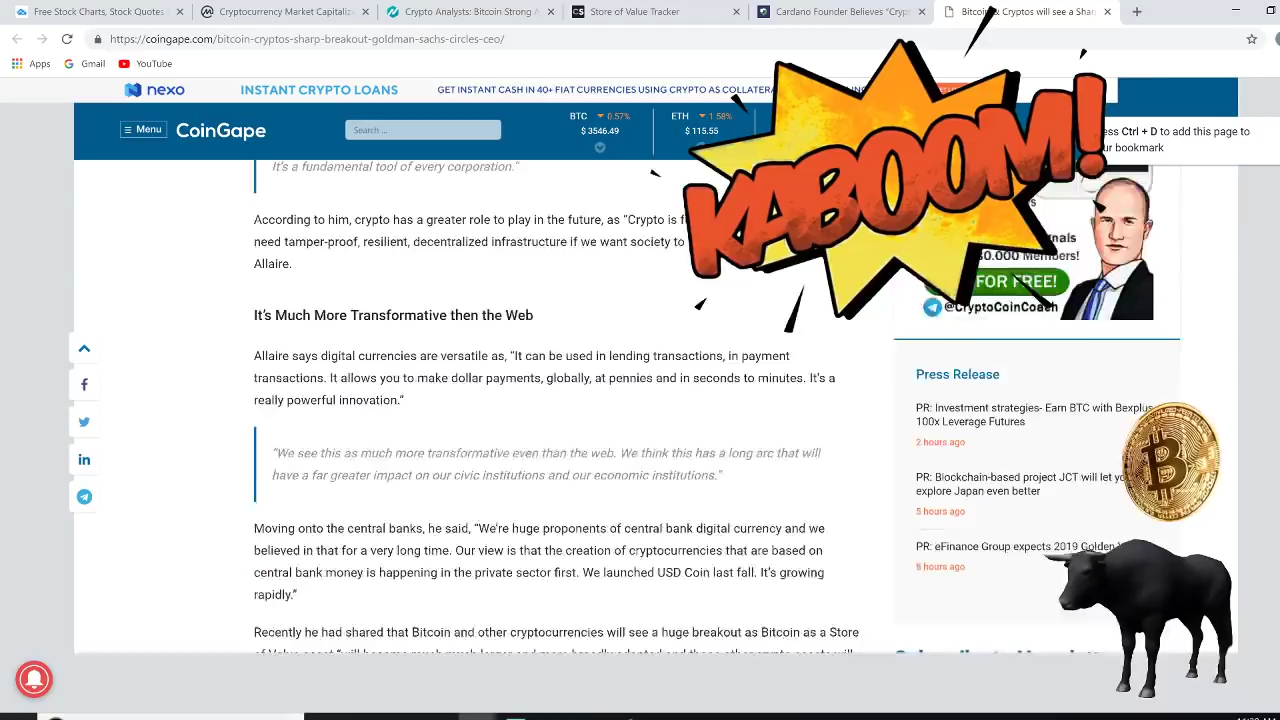 Free Stock Charts, Stock Quotes
Cryptocurrency Market Capitaliz
Crypto Analysts: Bitcoin Strong A
Store of Value Tracker
Cardano Founder Believes "Crypt
Bitcoin & Cryptos will see a Shar
https://coingape.com/bitcoin-cryptos-sharp-breakout-goldman-sachs-circles-ceo/
Apps
Gmail
YouTube
nexo
INSTANT CRYPTO LOANS
GET INSTANT CASH IN 40+ FIAT CURRENCIES USING CRYPTO AS COLLATERA
Menu
CoinGape
Search ...
BTC 0.57%
$ 3546.49
ETH 1.58%
$ 115.55
KABOOM!
Ctrl + D to add this page to
bookmark
It's a fundamental tool of every corporation."
According to him, crypto has a greater role to play in the future, as "Crypto is
need tamper-proof, resilient, decentralized infrastructure if we want society to
Allaire.
FOR FREE!
@CryptoCoinCoach
It's Much More Transformative then the Web
Allaire says digital currencies are versatile as, "It can be used in lending transactions, in payment
transactions. It allows you to make dollar payments, globally, at pennies and in seconds to minutes. It's a
really powerful innovation."
"We see this as much more transformative even than the web. We think this has a long arc that will
have a far greater impact on our civic institutions and our economic institutions."
Moving onto the central banks, he said, "We're huge proponents of central bank digital currency and we
believed in that for a very long time. Our view is that the creation of cryptocurrencies that are based on
central bank money is happening in the private sector first. We launched USD Coin last fall. It's growing
rapidly."
Recently he had shared that Bitcoin and other cryptocurrencies will see a huge breakout as Bitcoin as a Store
Press Release
PR: Investment strategies- Earn BTC with Bexplus
100x Leverage Futures
2 hours ago
PR: Blockchain-based project JCT will let
explore Japan even better
5 hours ago
PR: eFinance Group expects 2019 Golden
hours ago